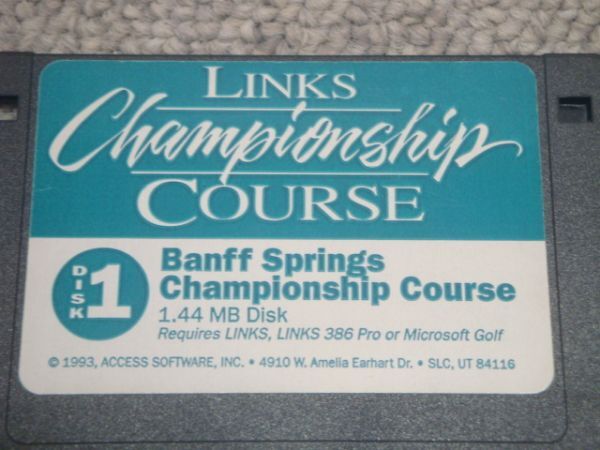 LINKS
Championship
COURSE
DISK 1
Banff Springs
Championship Course
1.44 MB Disk
Requires LINKS, LINKS 386 Pro or Microsoft Golf
© 1993, ACCESS SOFTWARE, INC. • 4910 W. Amelia Earhart Dr. • SLC, UT 84116